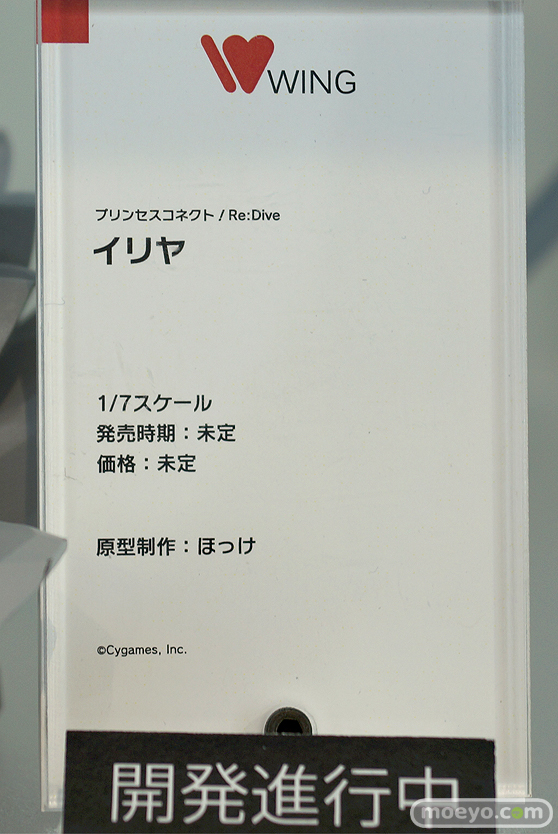 WING
プリンセスコネクト / Re:Dive
イリヤ
1/7スケール
発売時期：未定
価格：未定
原型制作：ほっけ
©Cygames, Inc.
開発進行中
moeyo.com